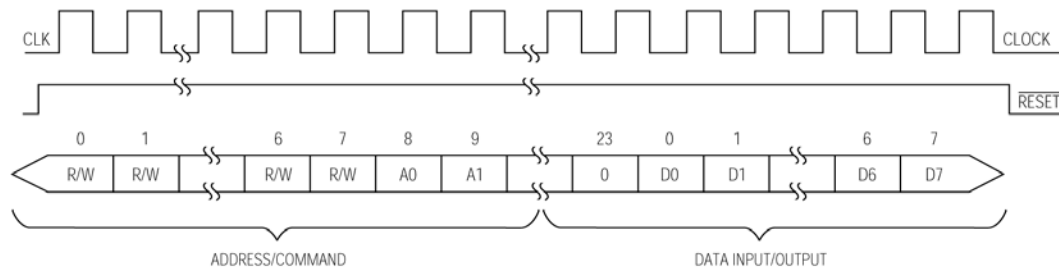 CLK CLOCK
RESET
0 1 6 7 8 9 23 0 1 6 7
R/W R/W R/W R/W A0 A1 0 D0 D1 D6 D7
ADDRESS/COMMAND DATA INPUT/OUTPUT